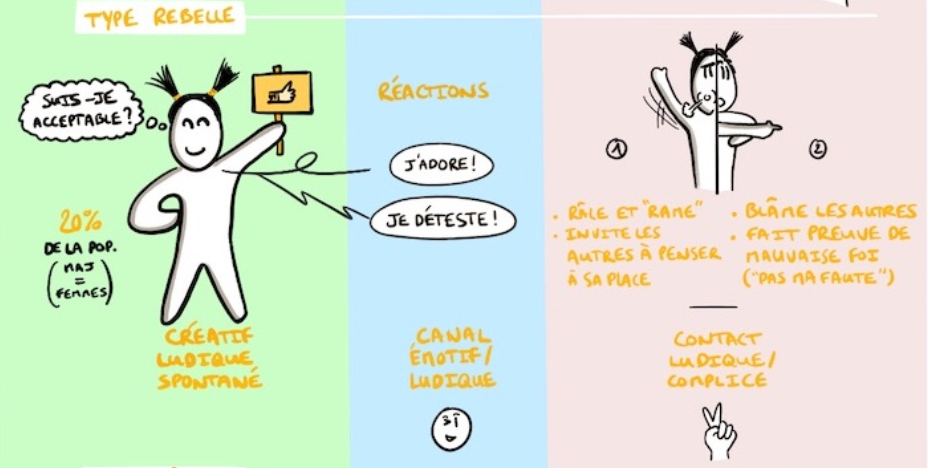 TYPE REBELLE
SUIS-JE
ACCEPTABLE?
20%
DE LA POP.
(MAJ
=
FEMMES)
CRÉATIF
LUDIQUE
SPONTANÉ
RÉACTIONS
J'ADORE!
JE DÉTESTE!
CANAL
ÉMOTIF/
LUDIQUE
1
2
• RÂLE ET "RAME"
• INVITE LES
AUTRES À PENSER
À SA PLACE
• BLÂME LES AUTRES
• FAIT PREUVE DE
MAUVAISE FOI
("PAS MA FAUTE")
CONTACT
LUDIQUE/
COMPLICE